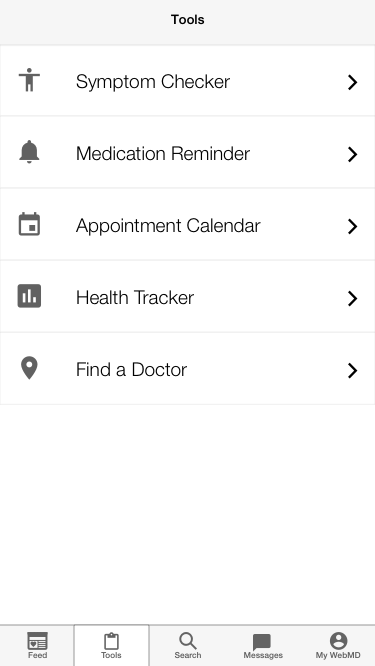 Tools
Symptom Checker
Medication Reminder
Appointment Calendar
Health Tracker
Find a Doctor
Feed
Tools
Search
Messages
My WebMD